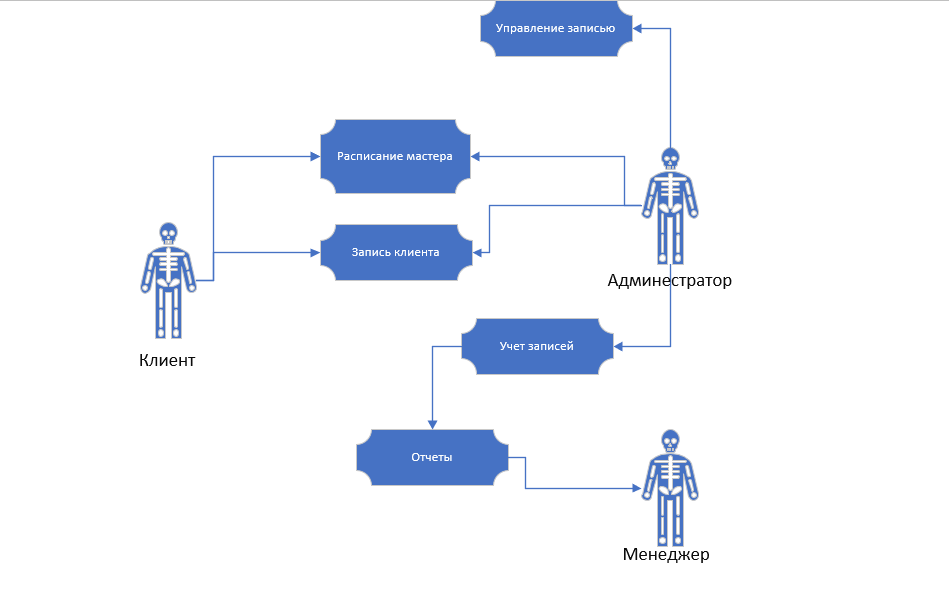 Управление записью
Расписание мастера
Запись клиента
Админестратор
Учет записей
Клиент
Отчеты
Менеджер